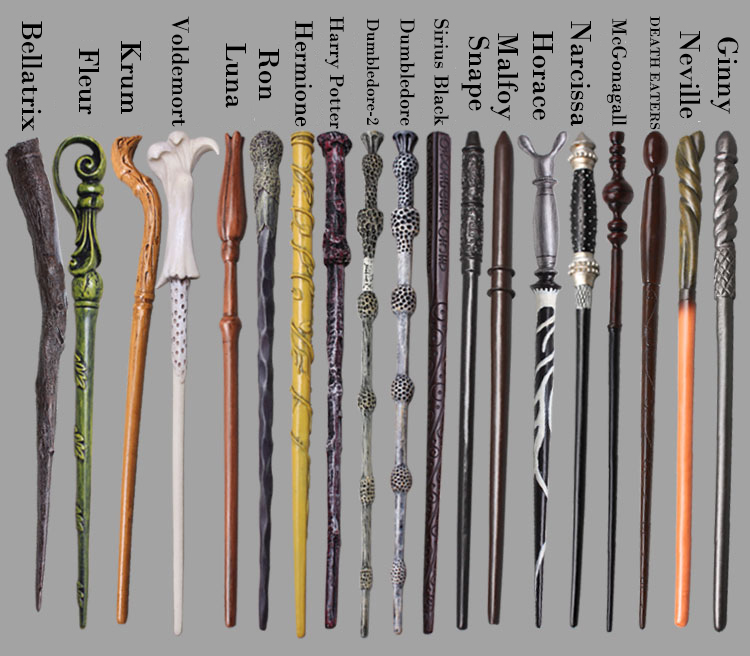 Bellatrix
Fleur
Krum
Voldemort
Luna
Ron
Hermione
Harry Potter
Dumbledore-2
Dumbledore
Sirius Black
Snape
Malfoy
Horace
Narcissa
McGonagall
DEATH EATERS
Neville
Ginny